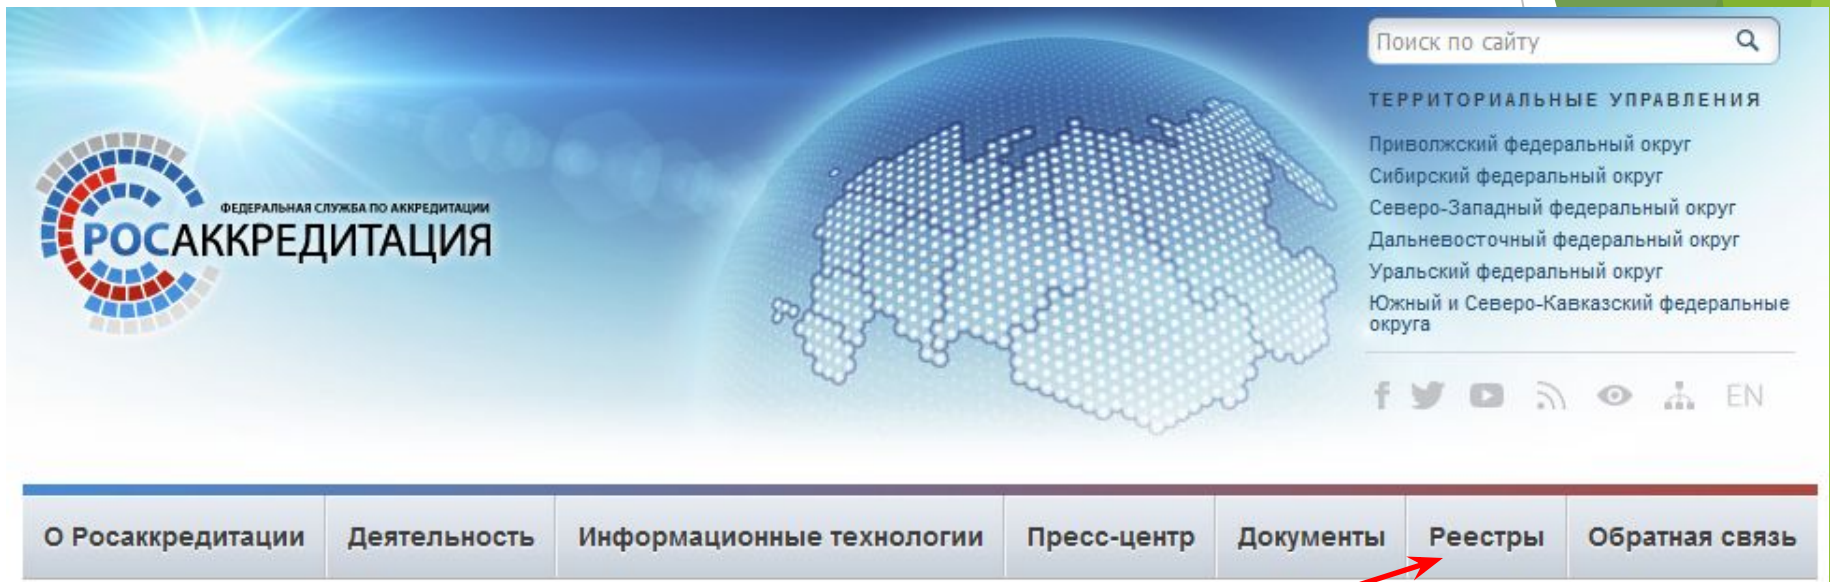 Поиск по сайту
ТЕРРИТОРИАЛЬНЫЕ УПРАВЛЕНИЯ
Приволжский федеральный округ
Сибирский федеральный округ
Северо-Западный федеральный округ
Дальневосточный федеральный округ
Уральский федеральный округ
Южный и Северо-Кавказский федеральные
округа
EN
ФЕДЕРАЛЬНАЯ СЛУЖБА ПО АККРЕДИТАЦИИ
РОСАККРЕДИТАЦИЯ
О Росаккредитации Деятельность Информационные технологии Пресс-центр Документы Реестры Обратная связь